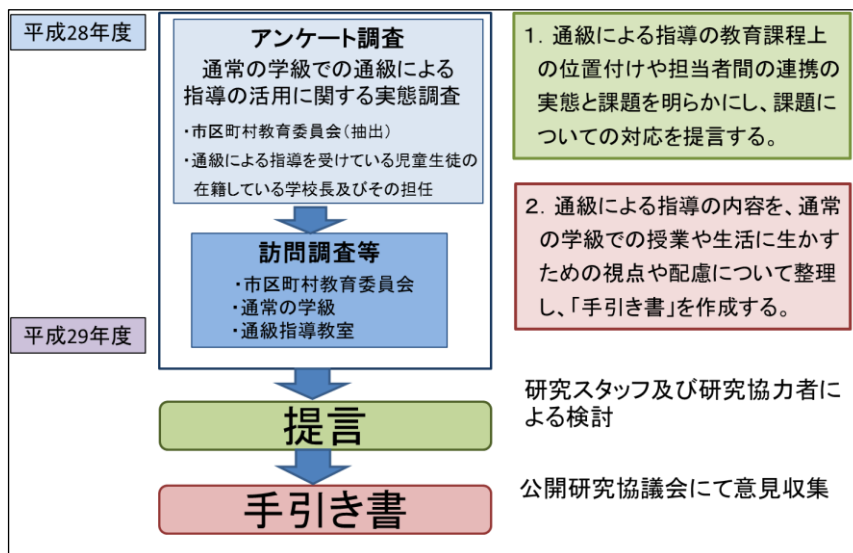 平成28年度
アンケート調査
通常の学級での通級による
指導の活用に関する実態調査
・市区町村教育委員会(抽出)
・通級による指導を受けている児童生徒の
在籍している学校長及びその担任
訪問調査等
・市区町村教育委員会
・通常の学級
・通級指導教室
平成29年度
提言
手引き書
1. 通級による指導の教育課程上
の位置付けや担当者間の連携の
実態と課題を明らかにし、課題に
ついての対応を提言する。
2. 通級による指導の内容を、通常
の学級での授業や生活に生かす
ための視点や配慮について整理
し、「手引き書」を作成する。
研究スタッフ及び研究協力者に
よる検討
公開研究協議会にて意見収集